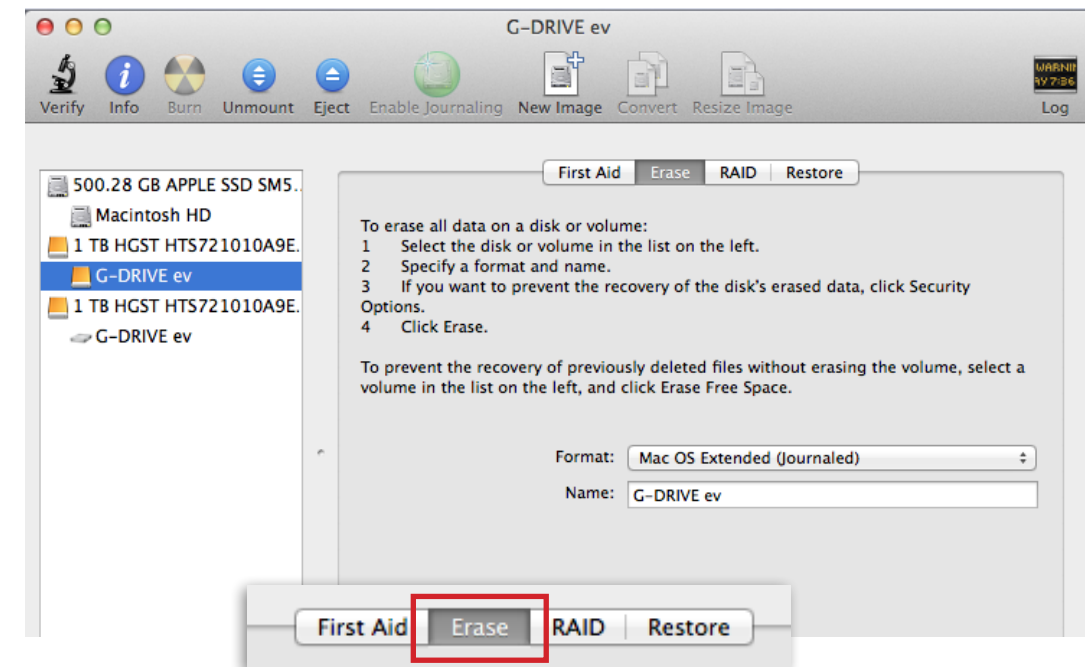 G-DRIVE ev
Verify Info Burn Unmount Eject Enable Journaling New Image Convert Resize Image Log
WARNIN
AY 7:36
First Aid Erase RAID Restore
500.28 GB APPLE SSD SM5..
Macintosh HD
1 TB HGST HTS721010A9E.
G-DRIVE ev
1 TB HGST HTS721010A9E.
G-DRIVE ev
To erase all data on a disk or volume:
1 Select the disk or volume in the list on the left.
2 Specify a format and name.
3 If you want to prevent the recovery of the disk's erased data, click Security
Options.
4 Click Erase.
To prevent the recovery of previously deleted files without erasing the volume, select a
volume in the list on the left, and click Erase Free Space.
Format: Mac OS Extended (Journaled)
Name: G-DRIVE ev
First Aid Erase RAID Restore